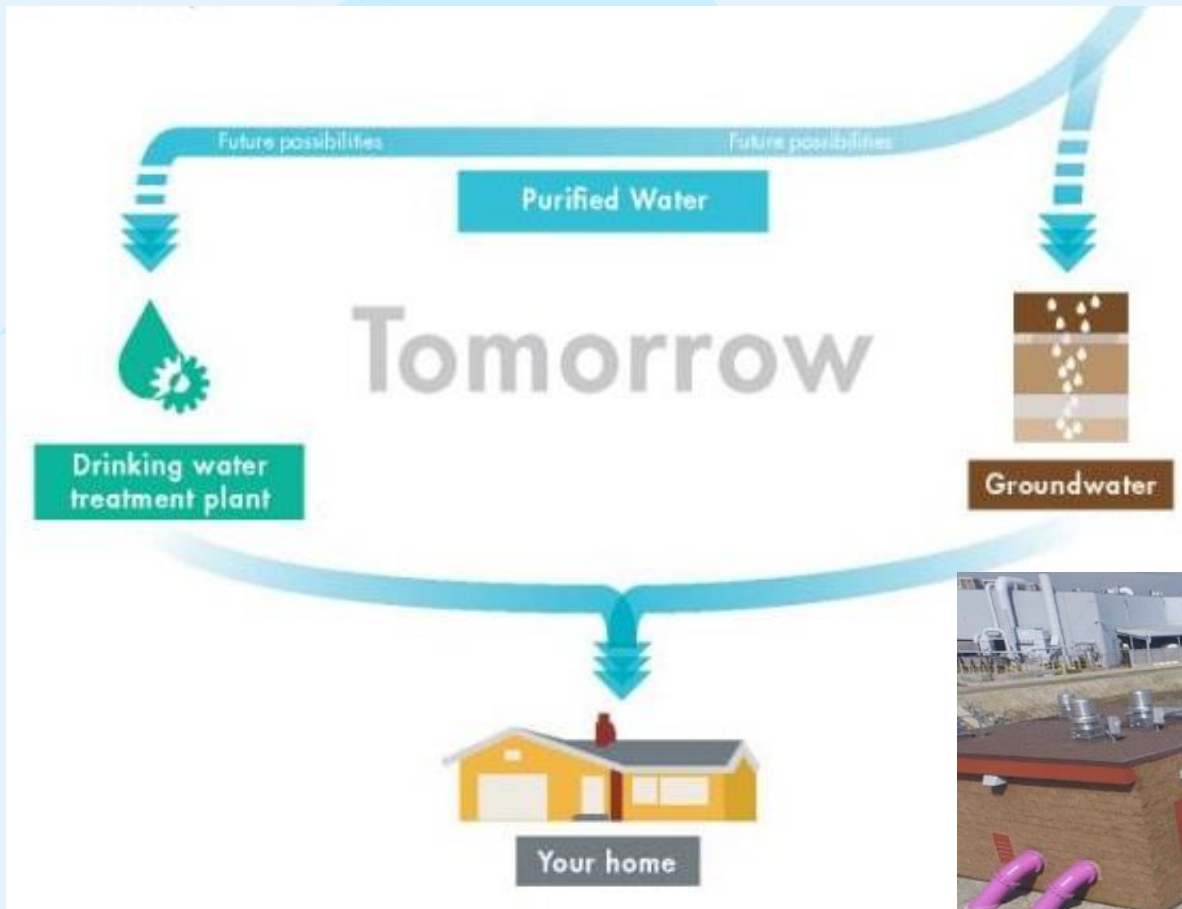 Future possibilities
Future possibilities
Purified Water
Tomorrow
Drinking water
treatment plant
Groundwater
Your home